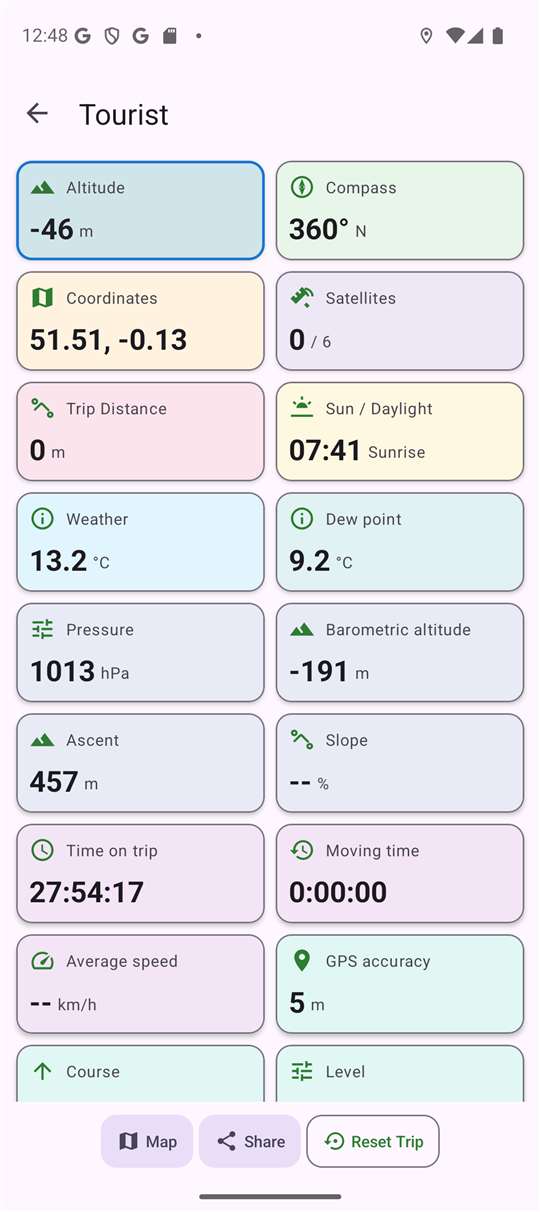 12:48
Tourist
Altitude
-46 m
Compass
360° N
Coordinates
51.51, -0.13
Satellites
0 / 6
Trip Distance
0 m
Sun / Daylight
07:41 Sunrise
Weather
13.2 °C
Dew point
9.2 °C
Pressure
1013 hPa
Barometric altitude
-191 m
Ascent
457 m
Slope
-- %
Time on trip
27:54:17
Moving time
0:00:00
Average speed
-- km/h
GPS accuracy
5 m
Course
Level
Map
Share
Reset Trip